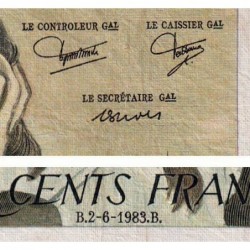 LE CONTROLEUR GAL LE CAISSIER GAL
LE SECRÉTAIRE GAL
CENTS FRAN
B.2-6-1983.B.